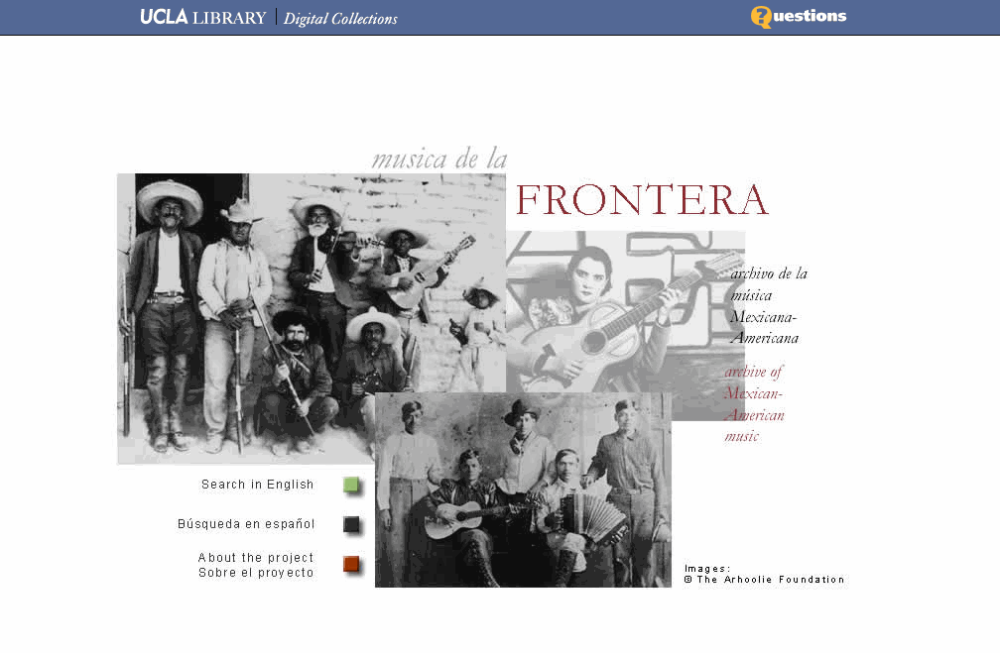 UCLA LIBRARY Digital Collections
Questions
musica de la
FRONTERA
archivo de la
música
Mexicana-
Americana
archive of
Mexican-
American
music
Search in English
Búsqueda en español
About the project
Sobre el proyecto
Images:
© The Arhoolie Foundation